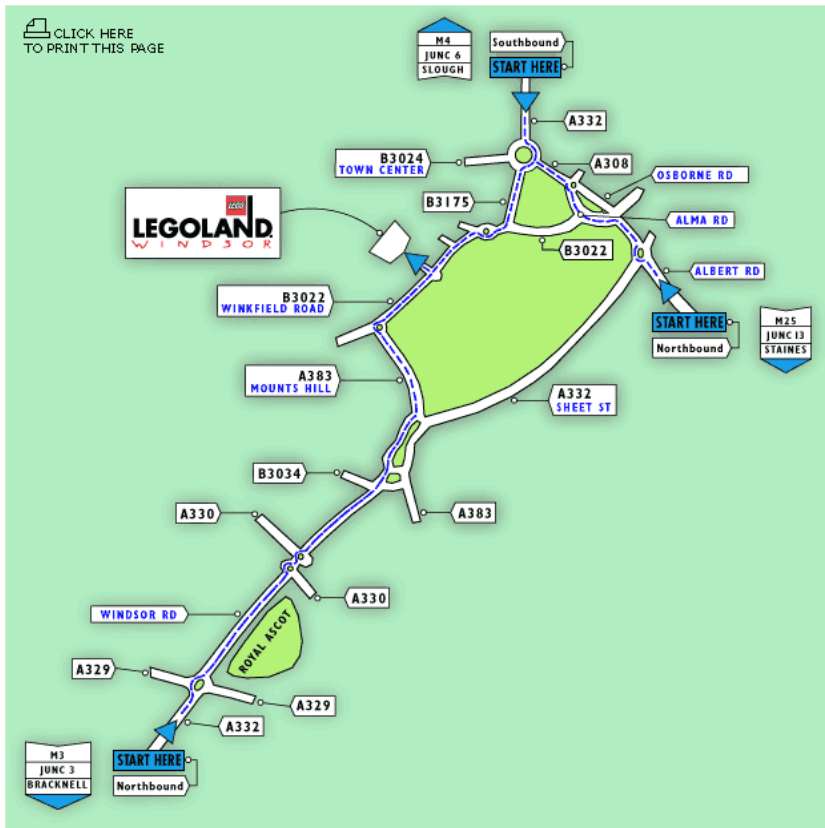 CLICK HERE
TO PRINT THIS PAGE
M4
JUNC 6
SLOUGH
Southbound
START HERE
A332
B3024
TOWN CENTER
A308
OSBORNE RD
B3175
ALMA RD
LEGO
LEGOLAND
WINDSOR
B3022
ALBERT RD
B3022
WINKFIELD ROAD
START HERE
Northbound
M25
JUNC 13
STAINES
A383
MOUNTS HILL
A332
SHEET ST
B3034
A330
A383
A330
WINDSOR RD
ROYAL ASCOT
A329
A329
A332
M3
JUNC 3
BRACKNELL
START HERE
Northbound